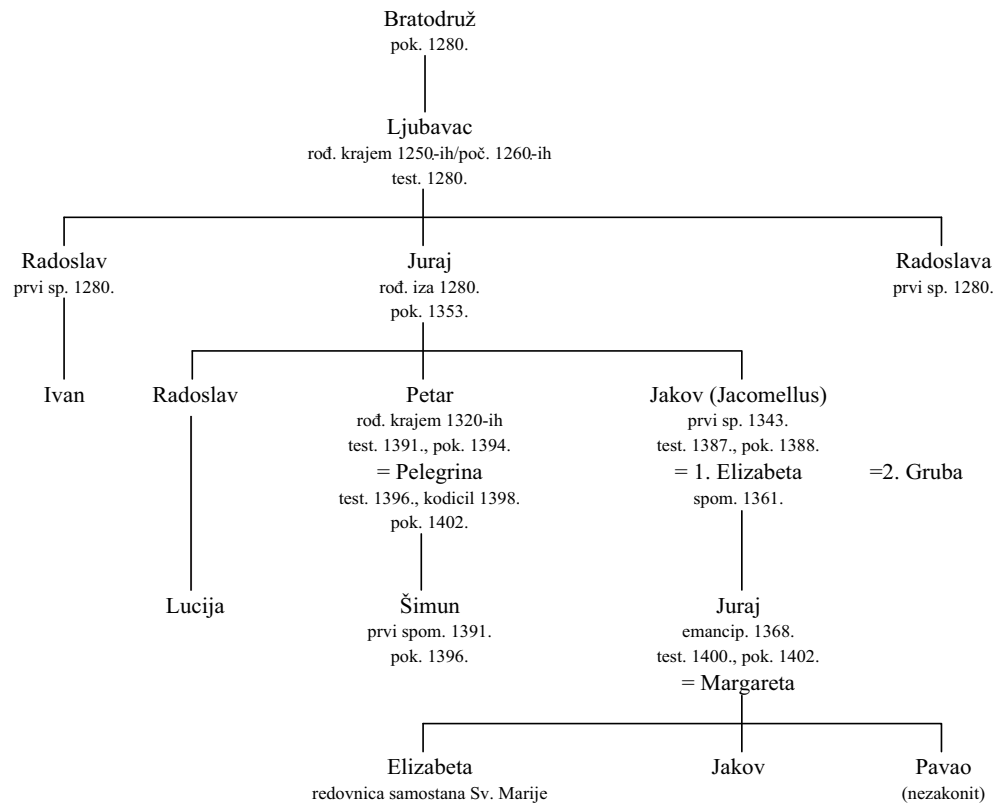 Bratodruž
pok. 1280.
Ljubavac
rođ. krajem 1250-ih/poč. 1260-ih
test. 1280.
Radoslav
prvi sp. 1280.
Juraj
rođ. iza 1280.
pok. 1353.
Radoslava
prvi sp. 1280.
Ivan
Radoslav
Petar
rođ. krajem 1320-ih
test. 1391., pok. 1394.
= Pelegrina
test. 1396., kodicil 1398.
pok. 1402.
Jakov (Jacomellus)
prvi sp. 1343.
test. 1387., pok. 1388.
= 1. Elizabeta
spom. 1361.
=2. Gruba
Lucija
Šimun
prvi spom. 1391.
pok. 1396.
Juraj
emancip. 1368.
test. 1400., pok. 1402.
= Margareta
Elizabeta
redovnica samostana Sv. Marije
Jakov
Pavao
(nezakonit)